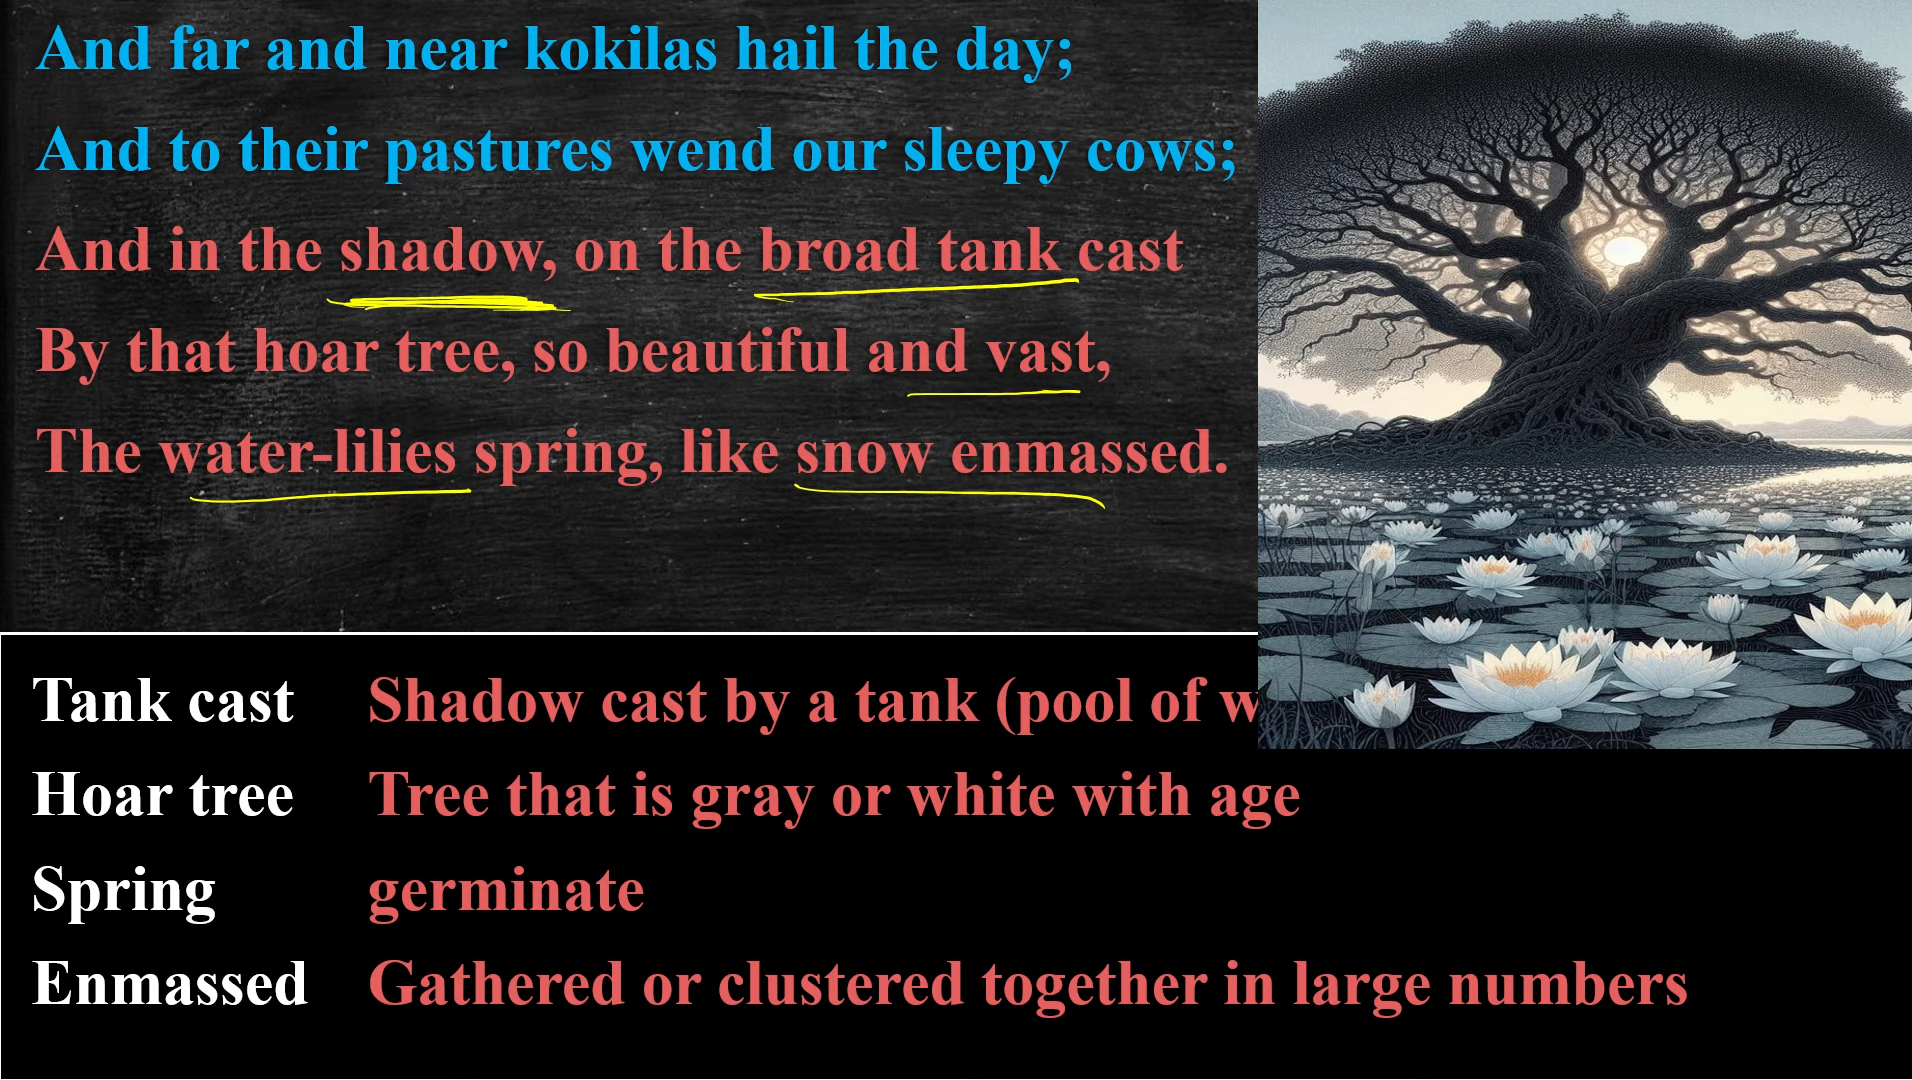 And far and near kokilas hail the day;
And to their pastures wend our sleepy cows;
And in the shadow, on the broad tank cast
By that hoar tree, so beautiful and vast,
The water-lilies spring, like snow enmassed.
Tank cast Shadow cast by a tank (pool of
Hoar tree Tree that is gray or white with age
Spring germinate
Enmassed Gathered or clustered together in large numbers